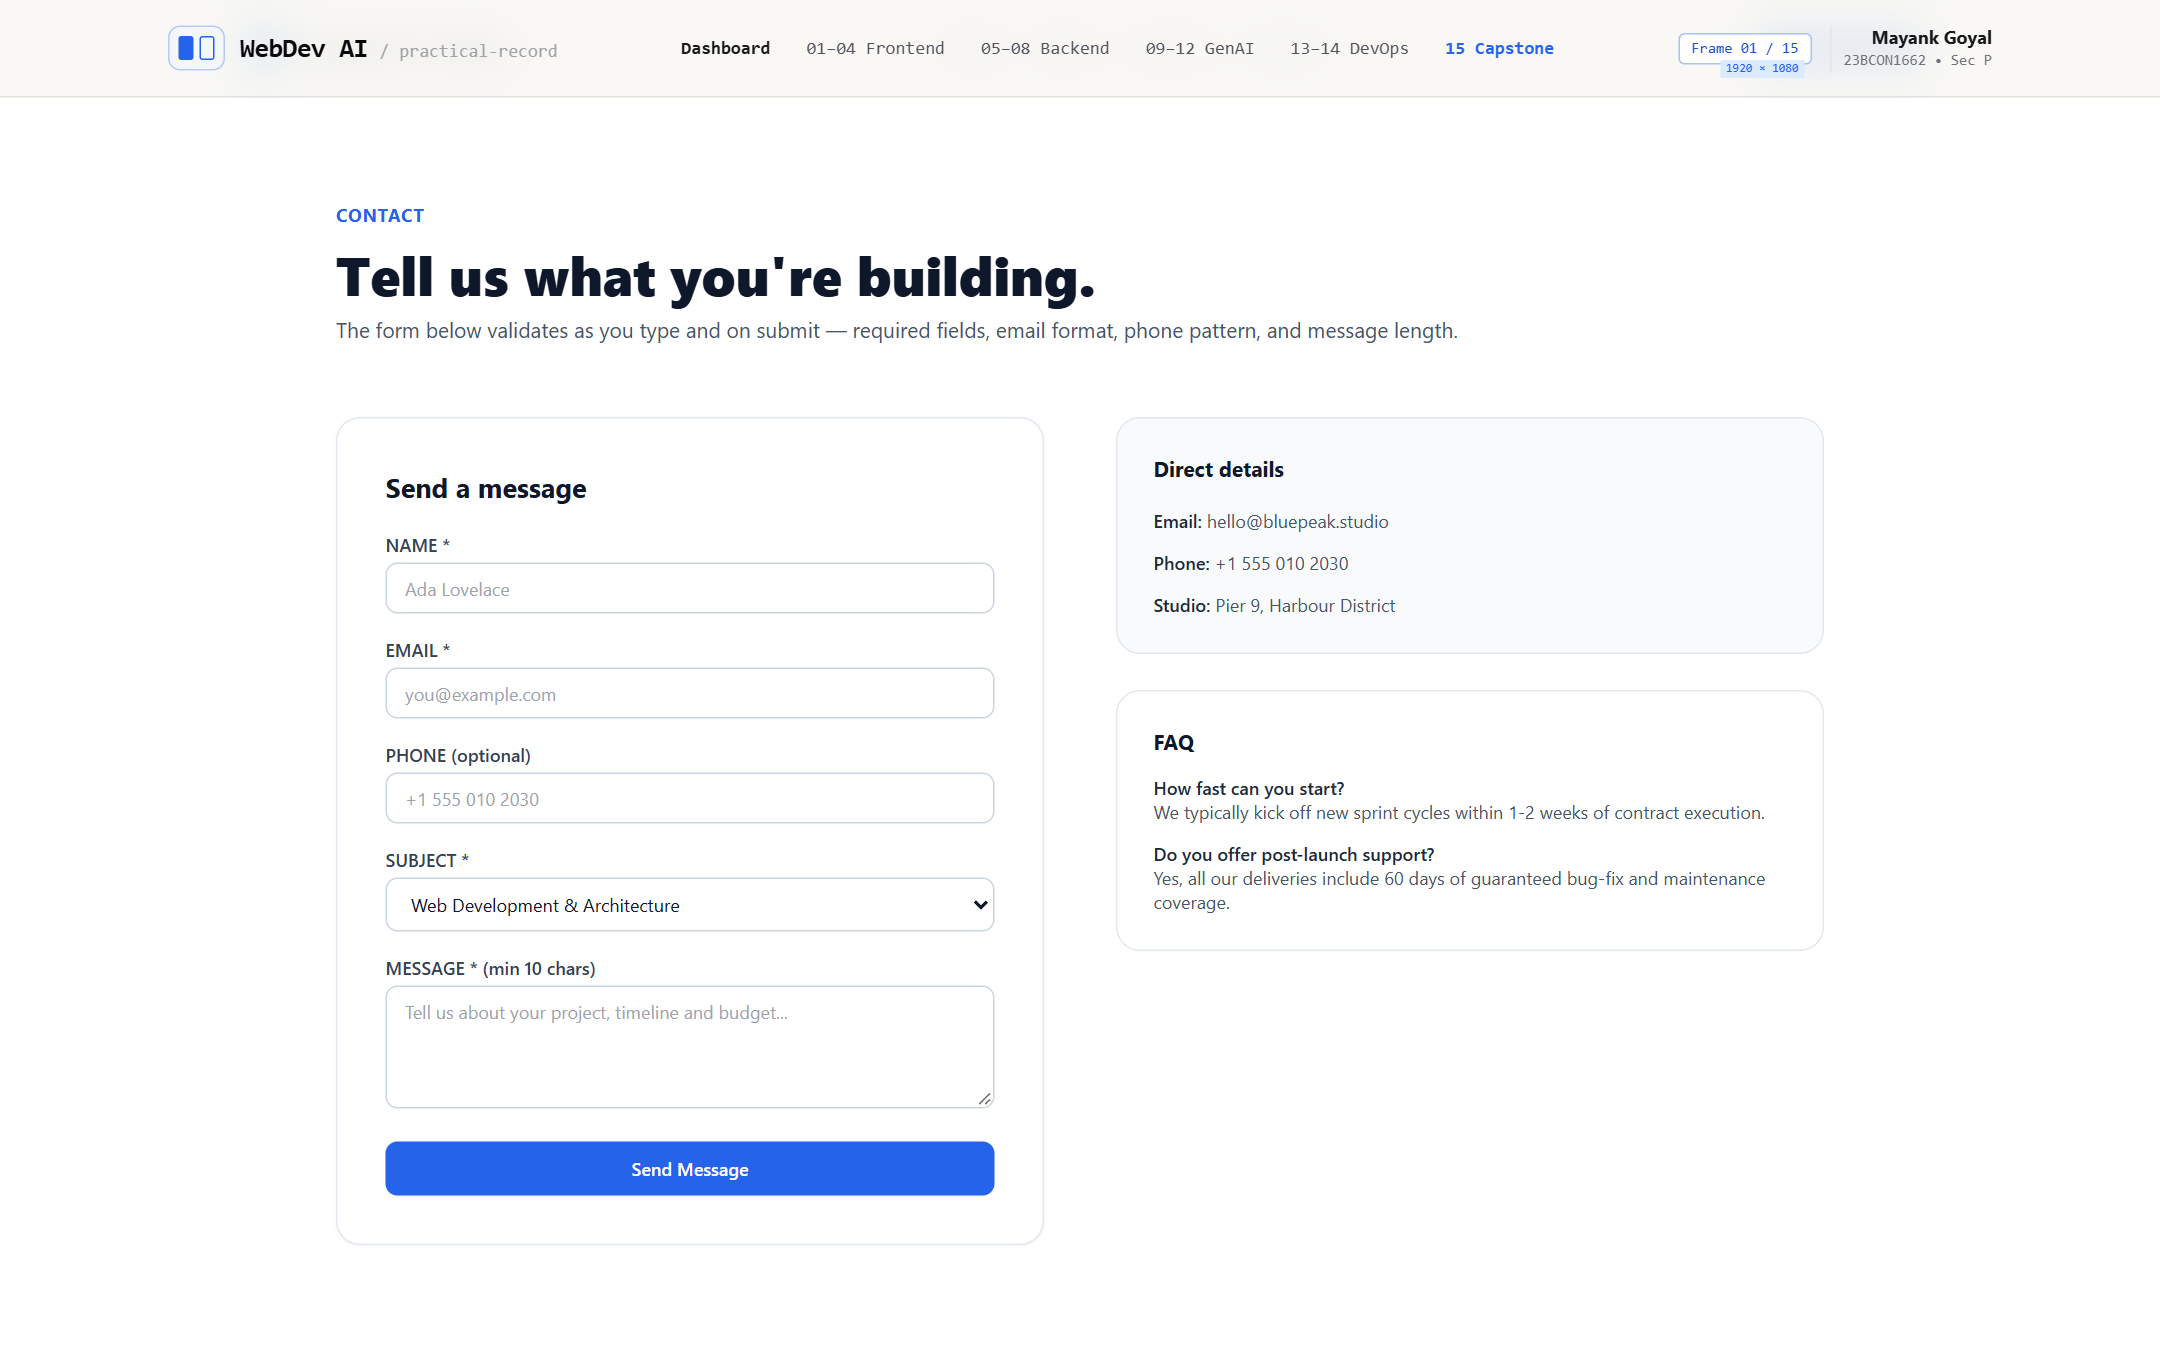 WebDev AI / practical-record
Dashboard 01–04 Frontend 05–08 Backend 09–12 GenAI 13–14 DevOps 15 Capstone
Frame 01 / 15
1920 × 1080
Mayank Goyal
23BCON1662 • Sec P
CONTACT
Tell us what you're building.
The form below validates as you type and on submit — required fields, email format, phone pattern, and message length.
Send a message
NAME *
Ada Lovelace
EMAIL *
you@example.com
PHONE (optional)
+1 555 010 2030
SUBJECT *
Web Development & Architecture
MESSAGE * (min 10 chars)
Tell us about your project, timeline and budget...
Send Message
Direct details
Email: hello@bluepeak.studio
Phone: +1 555 010 2030
Studio: Pier 9, Harbour District
FAQ
How fast can you start?
We typically kick off new sprint cycles within 1-2 weeks of contract execution.
Do you offer post-launch support?
Yes, all our deliveries include 60 days of guaranteed bug-fix and maintenance
coverage.